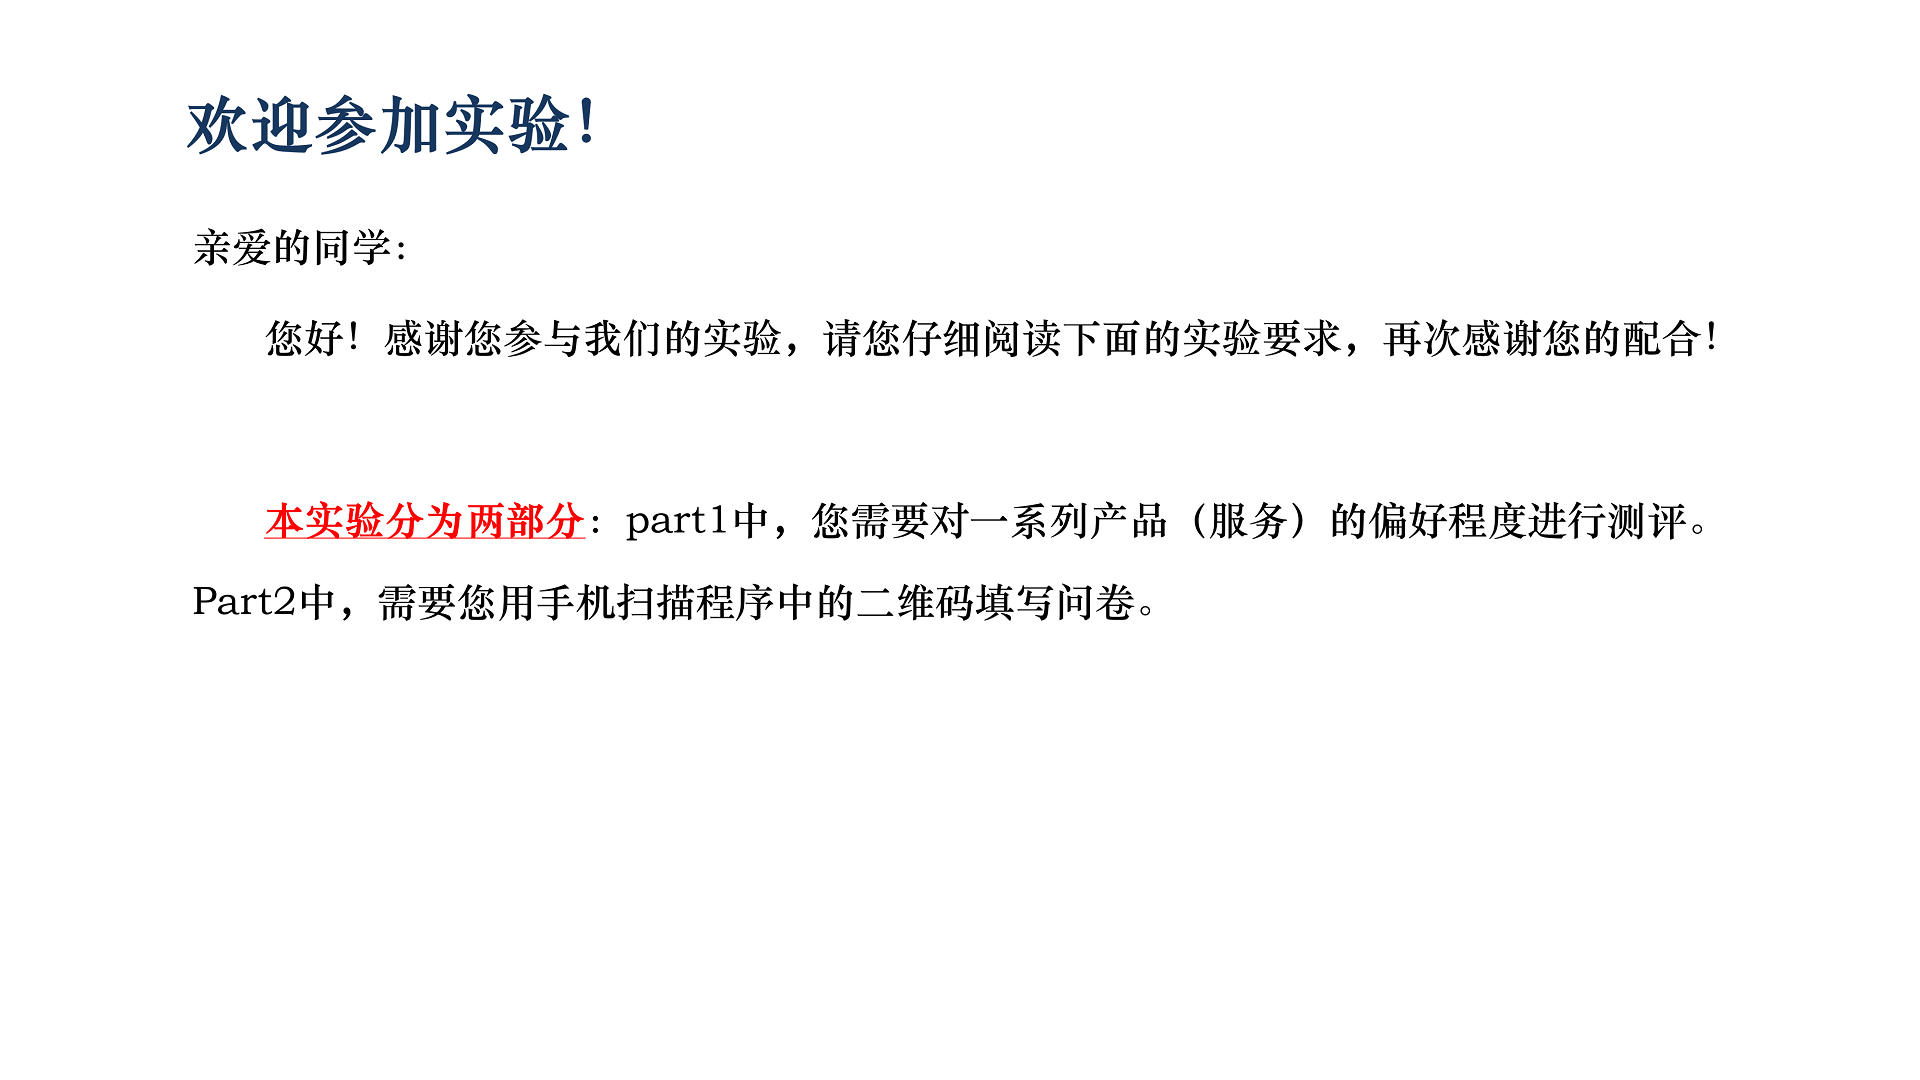 欢迎参加实验！
亲爱的同学：
您好！感谢您参与我们的实验，请您仔细阅读下面的实验要求，再次感谢您的配合！
本实验分为两部分：part1中，您需要对一系列产品（服务）的偏好程度进行测评。
Part2中，需要您用手机扫描程序中的二维码填写问卷。